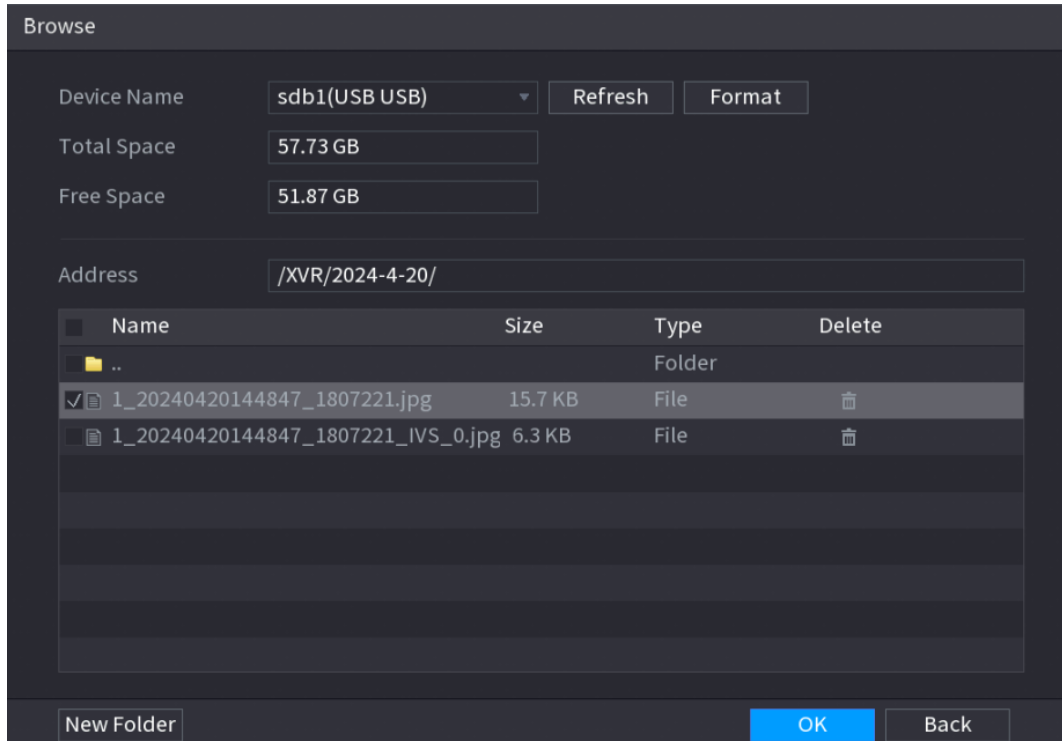 Browse
Device Name sdb1(USB USB) Refresh Format
Total Space 57.73 GB
Free Space 51.87 GB
Address /XVR/2024-4-20/
Name Size Type Delete
.. Folder
1_20240420144847_1807221.jpg 15.7 KB File
1_20240420144847_1807221_IVS_0.jpg 6.3 KB File
New Folder OK Back